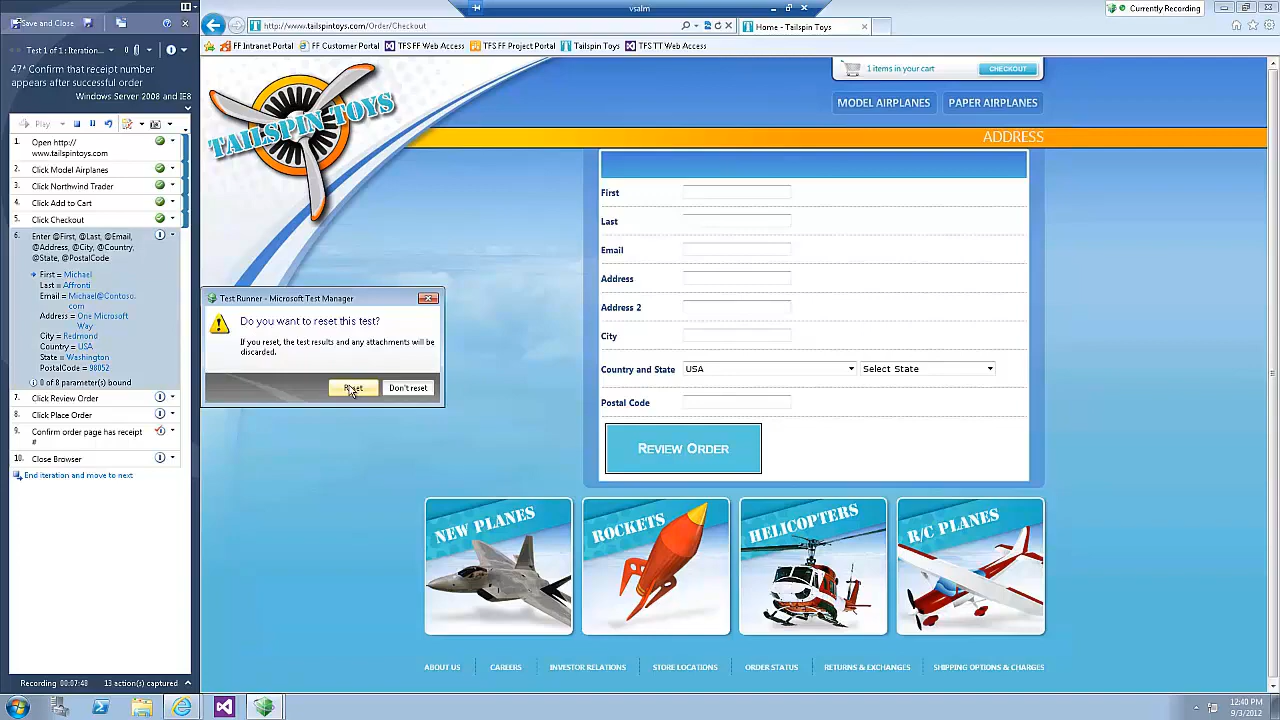 Save and Close
Test 1 of 1 : Iteration...
0
47* Confirm that receipt number
appears after successful order
Windows Server 2008 and IE8
Play
1. Open http://
www.tailspintoys.com
2. Click Model Airplanes
3. Click Northwind Trader
4. Click Add to Cart
5. Click Checkout
6. Enter @First, @Last, @Email,
@Address, @City, @Country,
@State, @PostalCode
First = Michael
Last = Affronti
Email = Michael@Contoso.
com
Address = One Microsoft
Way
City = Redmond
Country = USA
State = Washington
PostalCode = 98052
8 of 8 parameter(s) bound
7. Click Review Order
8. Click Place Order
9. Confirm order page has receipt
#
10. Close Browser
End iteration and move to next
Recording 00:07:48 13 action(s) captured
vsalm
Currently Recording
http://www.tailspintoys.com/Order/Checkout
Home - Tailspin Toys
FF Intranet Portal
FF Customer Portal
TFS FF Web Access
TFS FF Project Portal
Tailspin Toys
TFS TT Web Access
TAILSPIN TOYS
1 items in your cart
CHECKOUT
MODEL AIRPLANES
PAPER AIRPLANES
ADDRESS
First
Last
Email
Address
Address 2
City
Country and State USA Select State
Postal Code
REVIEW ORDER
Test Runner - Microsoft Test Manager
Do you want to reset this test?
If you reset, the test results and any attachments will be
discarded.
Reset
Don't reset
NEW PLANES
ROCKETS
HELICOPTERS
R/C PLANES
ABOUT US
CAREERS
INVESTOR RELATIONS
STORE LOCATIONS
ORDER STATUS
RETURNS & EXCHANGES
SHIPPING OPTIONS & CHARGES
12:40 PM
9/3/2012